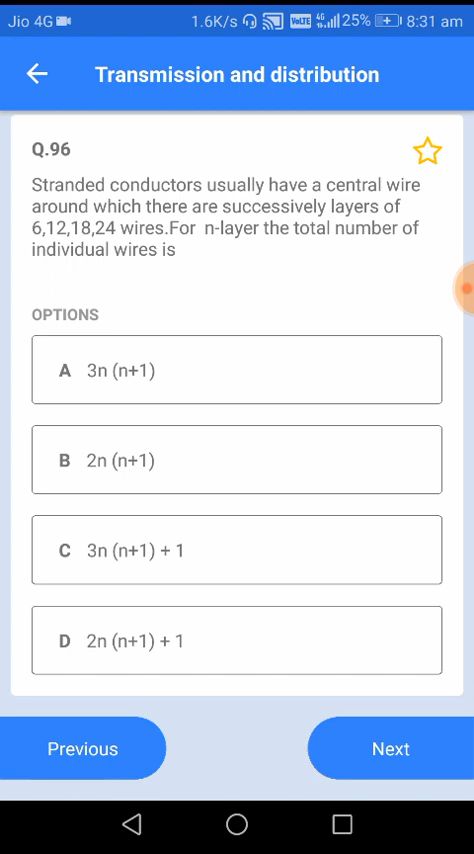 Jio 4G 1.6K/s VoLTE 4G 25% 8:31 am
Transmission and distribution
Q.96
Stranded conductors usually have a central wire
around which there are successively layers of
6,12,18,24 wires.For n-layer the total number of
individual wires is
OPTIONS
A 3n (n+1)
B 2n (n+1)
C 3n (n+1) + 1
D 2n (n+1) + 1
Previous Next